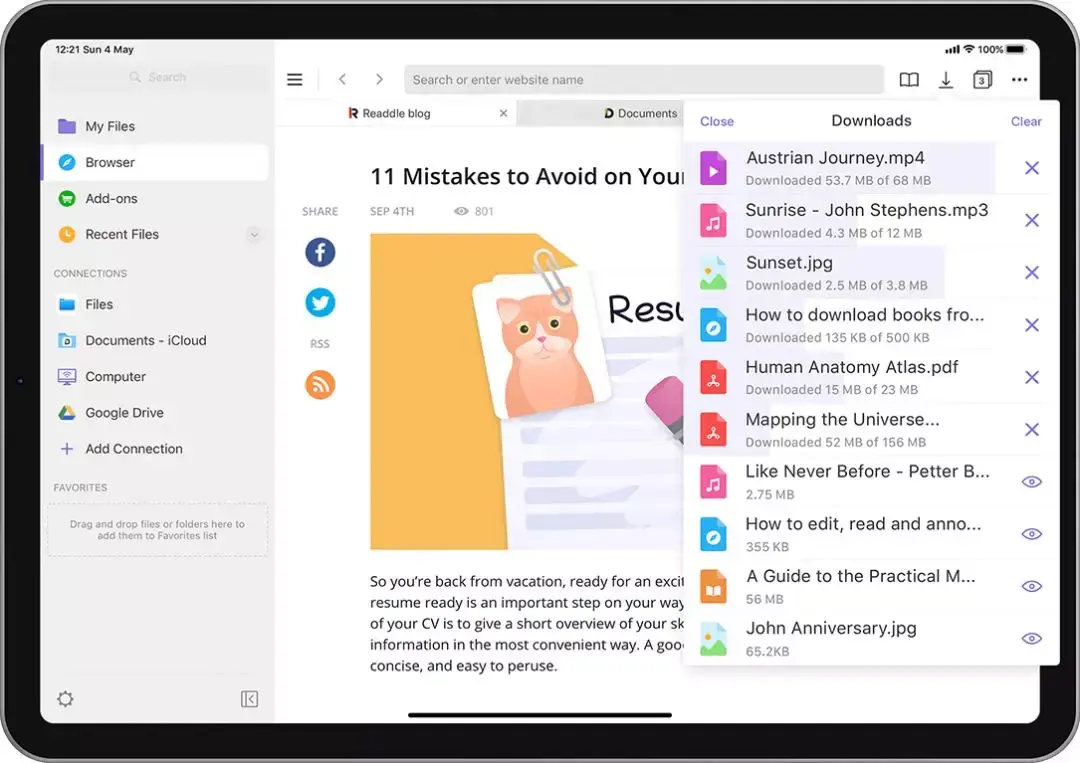 12:21 Sun 4 May
100%
Search
My Files
Browser
Add-ons
Recent Files
CONNECTIONS
Files
Documents - iCloud
Computer
Google Drive
Add Connection
FAVORITES
Drag and drop files or folders here to
add them to Favorites list
Search or enter website name
3
Readdle blog
Documents
11 Mistakes to Avoid on Your
SHARE
SEP 4TH
801
RSS
Resu
So you’re back from vacation, ready for an excit
resume ready is an important step on your way
of your CV is to give a short overview of your sk
information in the most convenient way. A good
concise, and easy to peruse.
Close
Downloads
Clear
Austrian Journey.mp4
Downloaded 53.7 MB of 68 MB
Sunrise - John Stephens.mp3
Downloaded 4.3 MB of 12 MB
Sunset.jpg
Downloaded 2.5 MB of 3.8 MB
How to download books fro...
Downloaded 135 KB of 500 KB
Human Anatomy Atlas.pdf
Downloaded 15 MB of 23 MB
Mapping the Universe...
Downloaded 52 MB of 156 MB
Like Never Before - Petter B...
2.75 MB
How to edit, read and anno...
355 KB
A Guide to the Practical M...
56 MB
John Anniversary.jpg
65.2KB